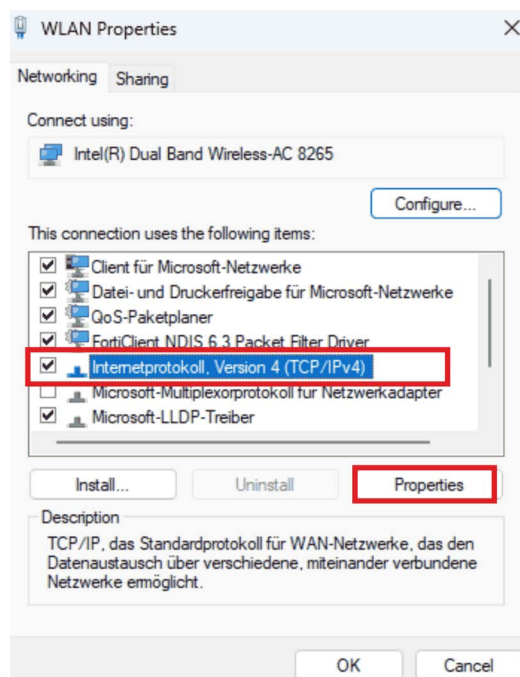 WLAN Properties
Networking Sharing
Connect using:
Intel(R) Dual Band Wireless-AC 8265
Configure...
This connection uses the following items:
Client für Microsoft-Netzwerke
Datei- und Druckerfreigabe für Microsoft-Netzwerke
QoS-Paketplaner
FortiClient NDIS 6.3 Packet Filter Driver
Internetprotokoll, Version 4 (TCP/IPv4)
Microsoft-Multiplexorprotokoll für Netzwerkadapter
Microsoft-LLDP-Treiber
Install... Uninstall Properties
Description
TCP/IP, das Standardprotokoll für WAN-Netzwerke, das den
Datenaustausch über verschiedene, miteinander verbundene
Netzwerke ermöglicht.
OK Cancel